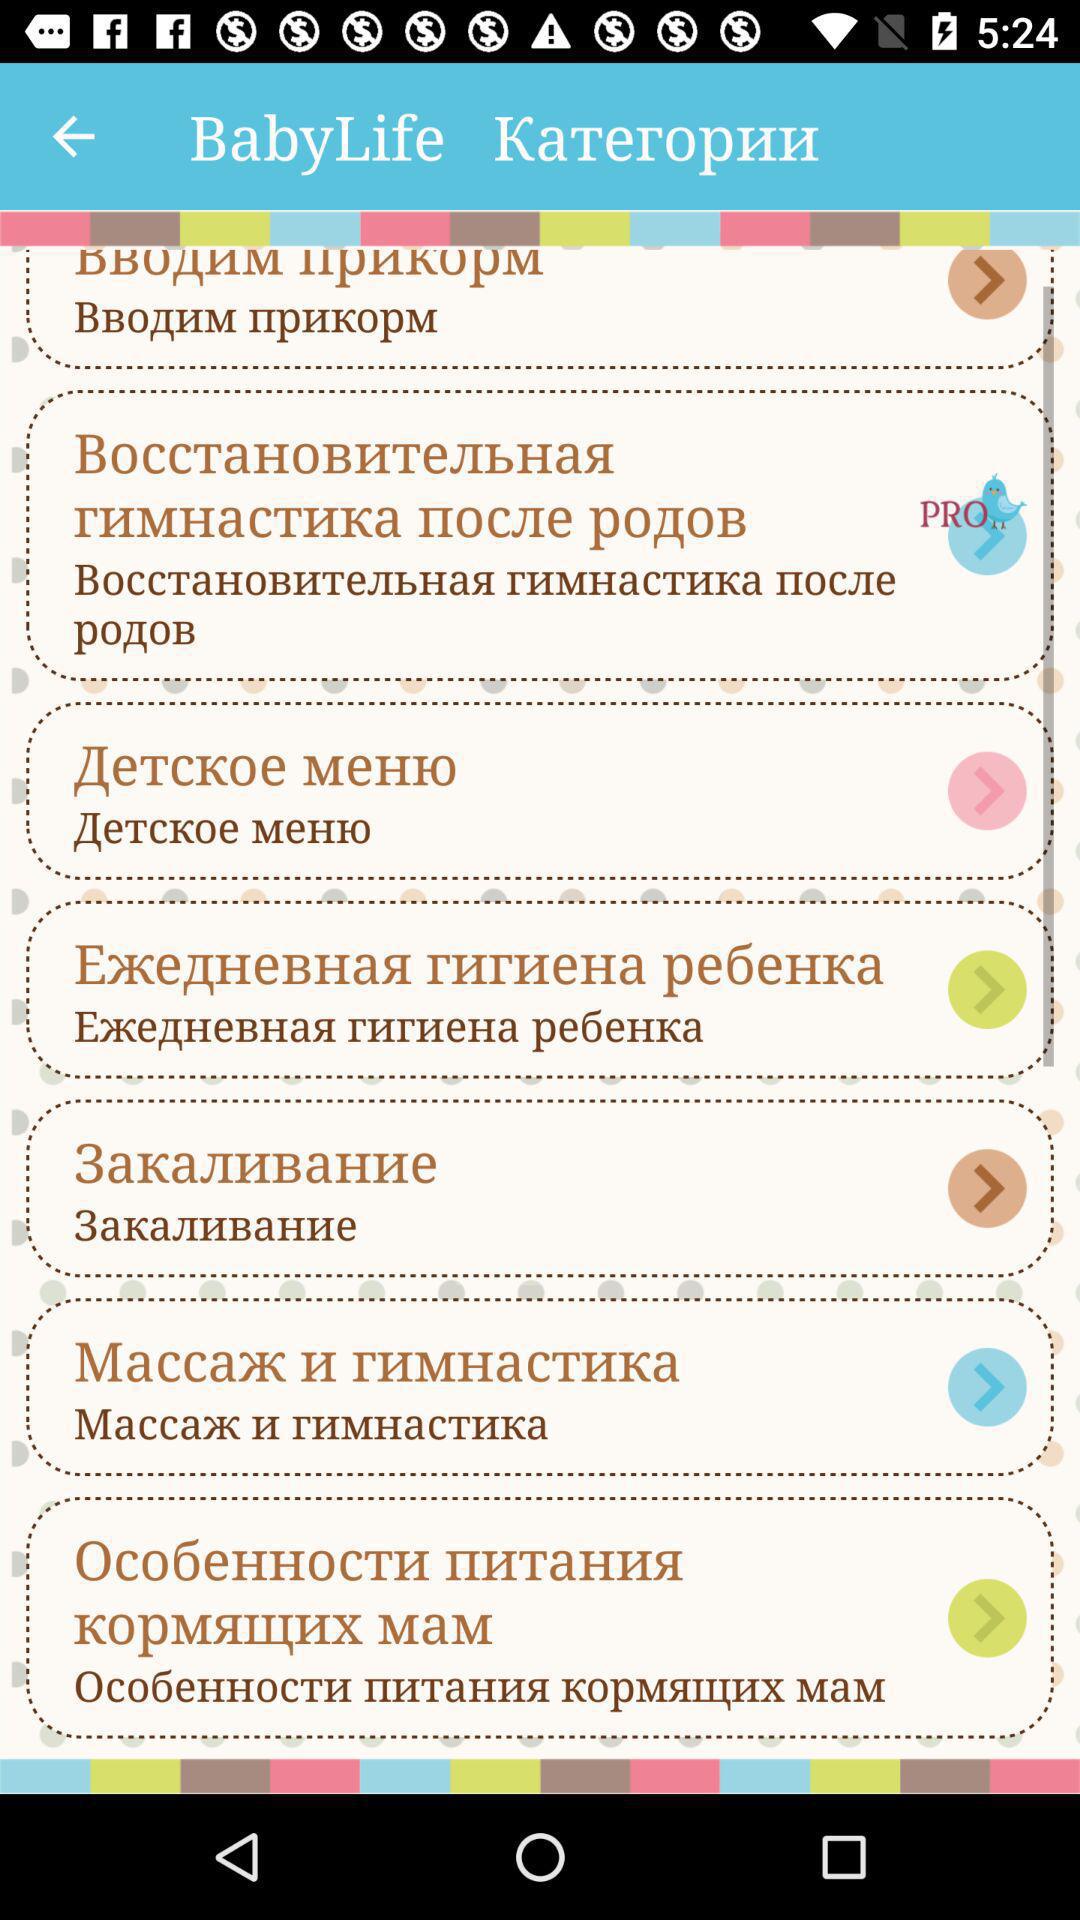 5:24
BabyLife Категории
Вводим прикорм
Вводим прикорм
Восстановительная
гимнастика после родов
PRO
Восстановительная гимнастика после
родов
Детское меню
Детское меню
Ежедневная гигиена ребенка
Ежедневная гигиена ребенка
Закаливание
Закаливание
Массаж и гимнастика
Массаж и гимнастика
Особенности питания
кормящих мам
Особенности питания кормящих мам